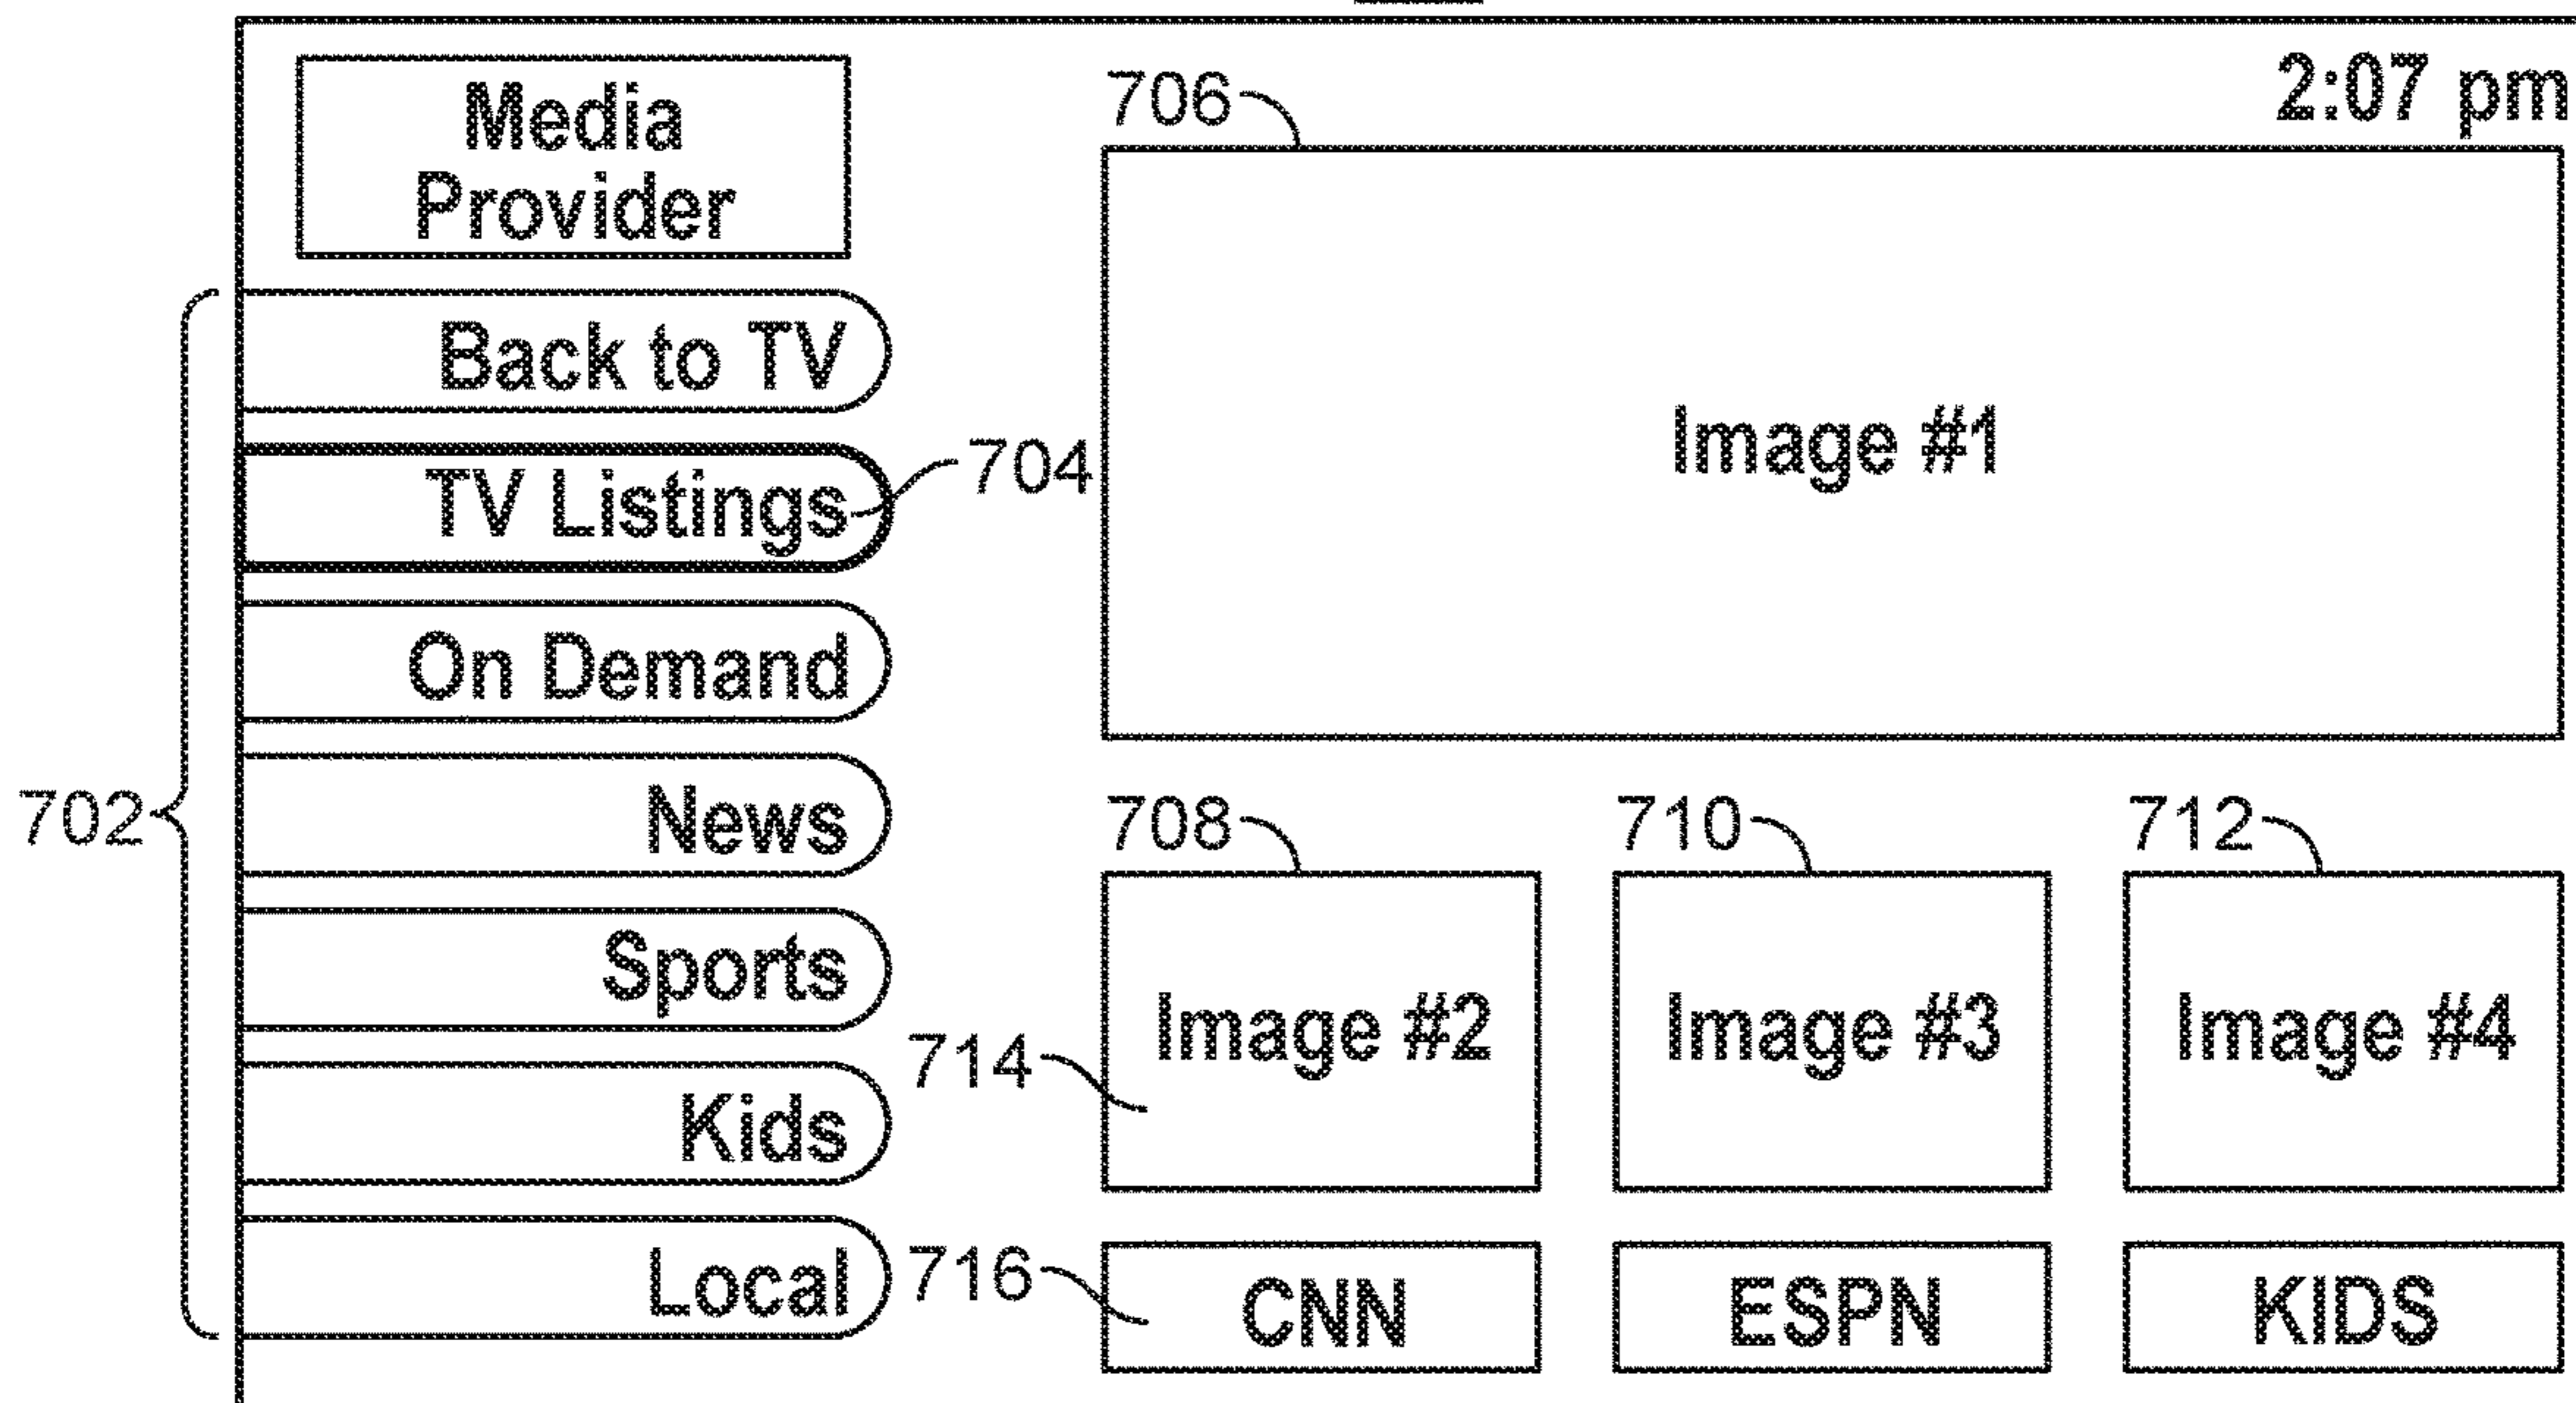 2:07 pm
Media
Provider
706
Back to TV
Image #1
TV Listings
704
On Demand
News
702
708
710
712
Sports
Image #2
Image #3
Image #4
714
Kids
Local
716
CNN
ESPN
KIDS